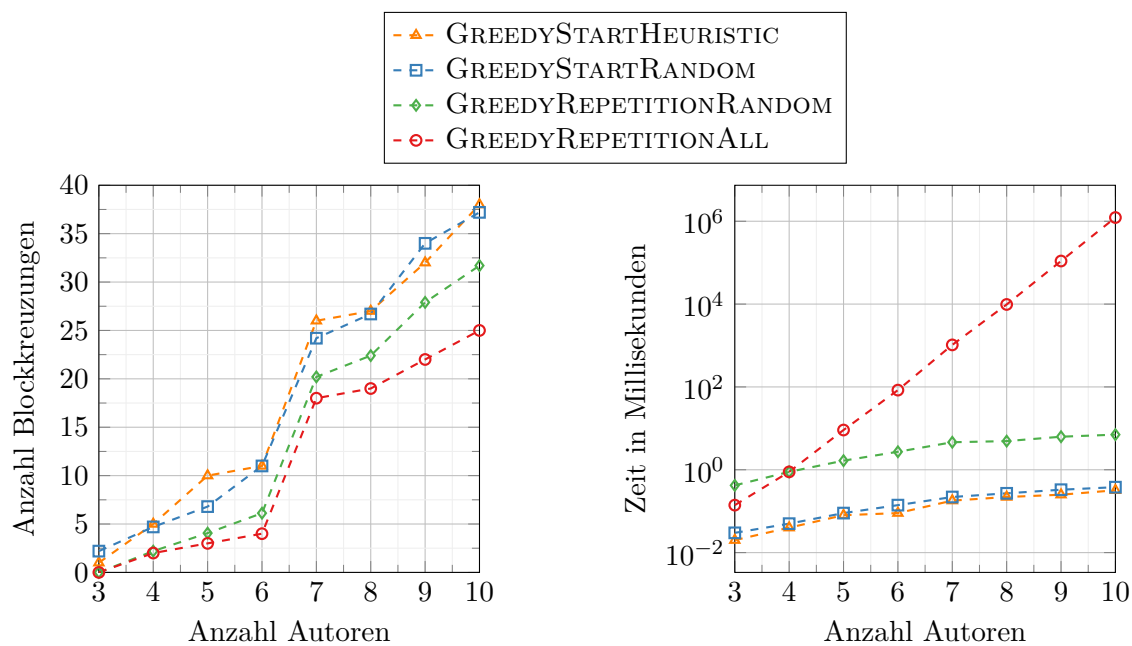 GREEDYSTARTHEURISTIC
GREEDYSTARTRANDOM
GREEDYREPETITIONRANDOM
GREEDYREPETITIONALL
Anzahl Blockkreuzungen
40
35
30
25
20
15
10
5
0
3 4 5 6 7 8 9 10
Anzahl Autoren
Zeit in Millisekunden
10^6
10^4
10^2
10^0
10^−2
3 4 5 6 7 8 9 10
Anzahl Autoren